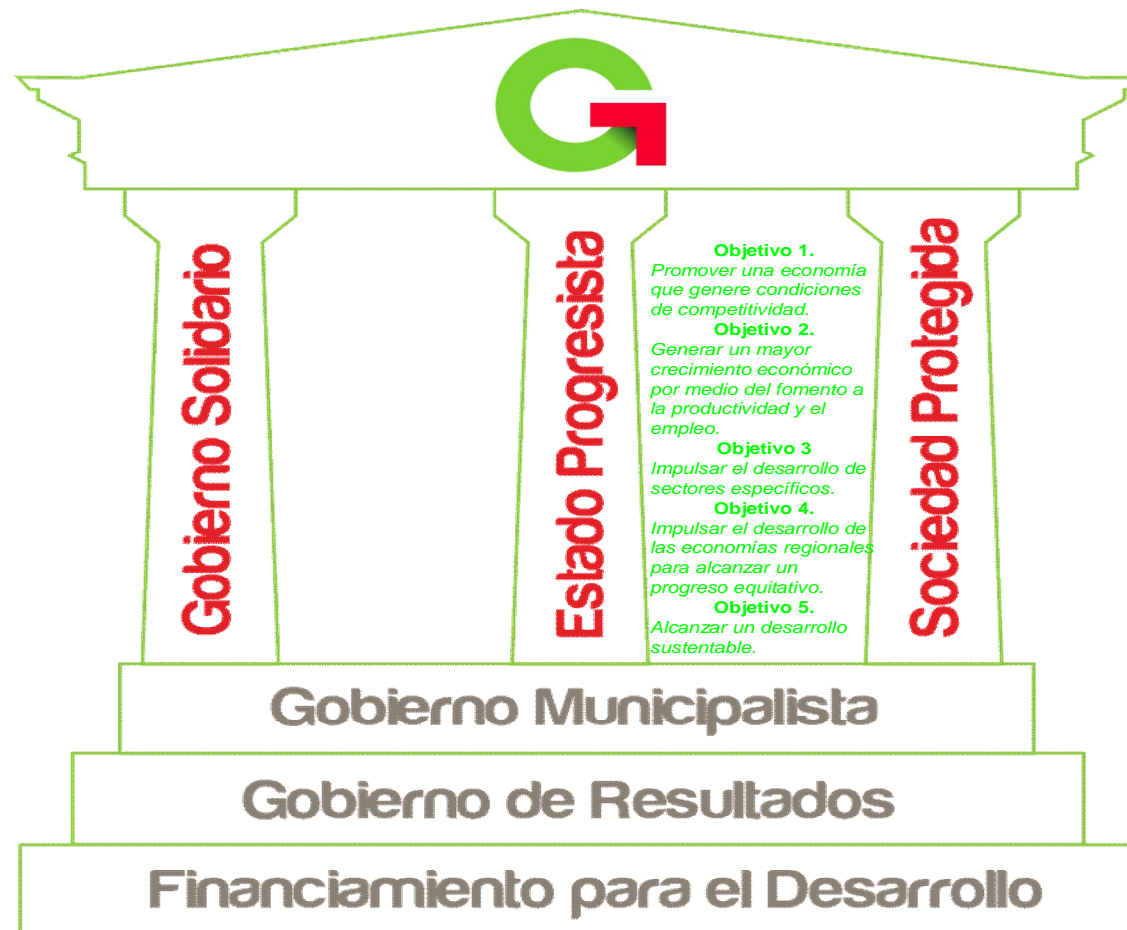 Gobierno Solidario
Estado Progresista
Objetivo 1.
Promover una economía
que genere condiciones
de competitividad.
Objetivo 2.
Generar un mayor
crecimiento económico
por medio del fomento a
la productividad y el
empleo.
Objetivo 3
Impulsar el desarrollo de
sectores específicos.
Objetivo 4.
Impulsar el desarrollo de
las economías regionales
para alcanzar un
progreso equitativo.
Objetivo 5.
Alcanzar un desarrollo
sustentable.
Sociedad Protegida
Gobierno Municipalista
Gobierno de Resultados
Financiamiento para el Desarrollo